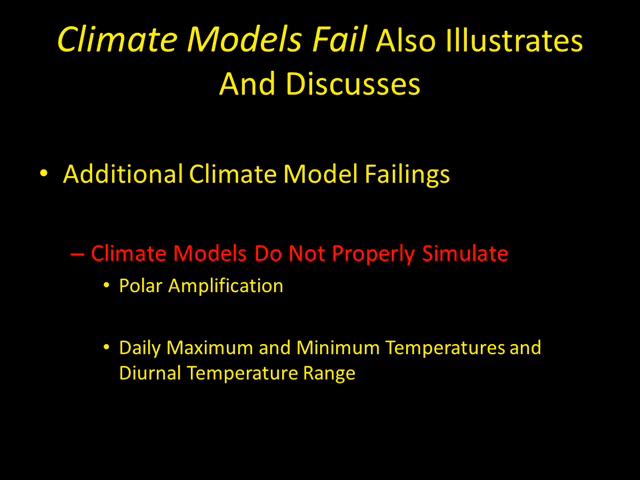 Climate Models Fail Also Illustrates
And Discusses
• Additional Climate Model Failings
– Climate Models Do Not Properly Simulate
• Polar Amplification
• Daily Maximum and Minimum Temperatures and
Diurnal Temperature Range